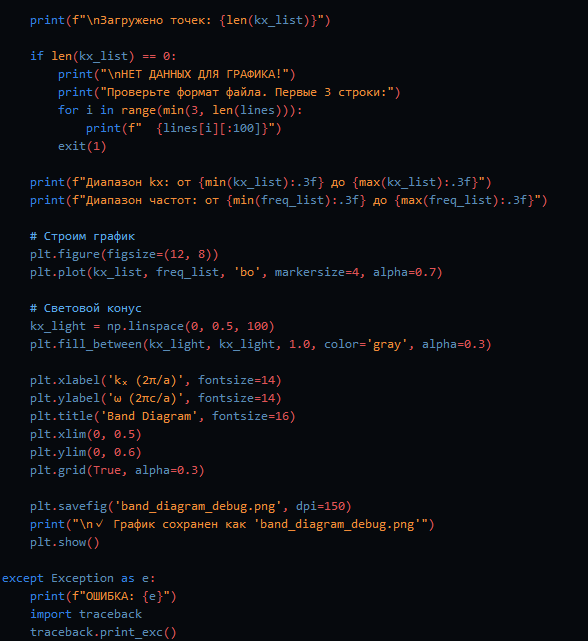 print(f"\nЗагружено точек: {len(kx_list)}")
if len(kx_list) == 0:
print("\nНЕТ ДАННЫХ ДЛЯ ГРАФИКА!")
print("Проверьте формат файла. Первые 3 строки:")
for i in range(min(3, len(lines))):
print(f"  {lines[i][:100]}")
exit(1)
print(f"Диапазон kx: от {min(kx_list):.3f} до {max(kx_list):.3f}")
print(f"Диапазон частот: от {min(freq_list):.3f} до {max(freq_list):.3f}")
# Строим график
plt.figure(figsize=(12, 8))
plt.plot(kx_list, freq_list, 'bo', markersize=4, alpha=0.7)
# Световой конус
kx_light = np.linspace(0, 0.5, 100)
plt.fill_between(kx_light, kx_light, 1.0, color='gray', alpha=0.3)
plt.xlabel('kₓ (2π/a)', fontsize=14)
plt.ylabel('ω (2πc/a)', fontsize=14)
plt.title('Band Diagram', fontsize=16)
plt.xlim(0, 0.5)
plt.ylim(0, 0.6)
plt.grid(True, alpha=0.3)
plt.savefig('band_diagram_debug.png', dpi=150)
print("\n✓ График сохранен как 'band_diagram_debug.png'")
plt.show()
except Exception as e:
print(f"ОШИБКА: {e}")
import traceback
traceback.print_exc()